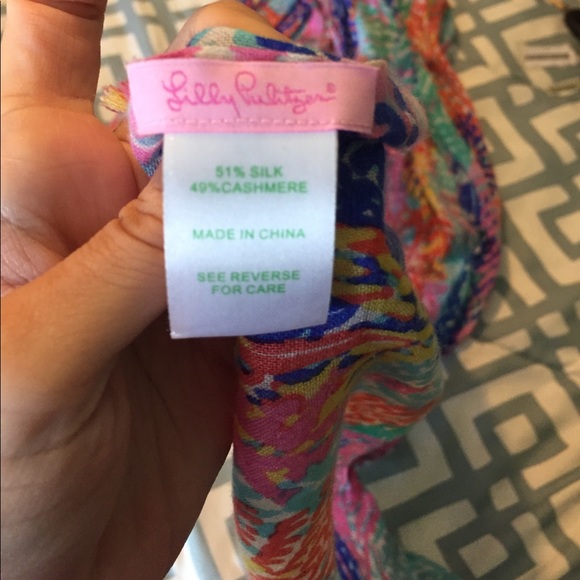 Lilly Pulitzer®
51% SILK
49%CASHMERE
MADE IN CHINA
SEE REVERSE
FOR CARE